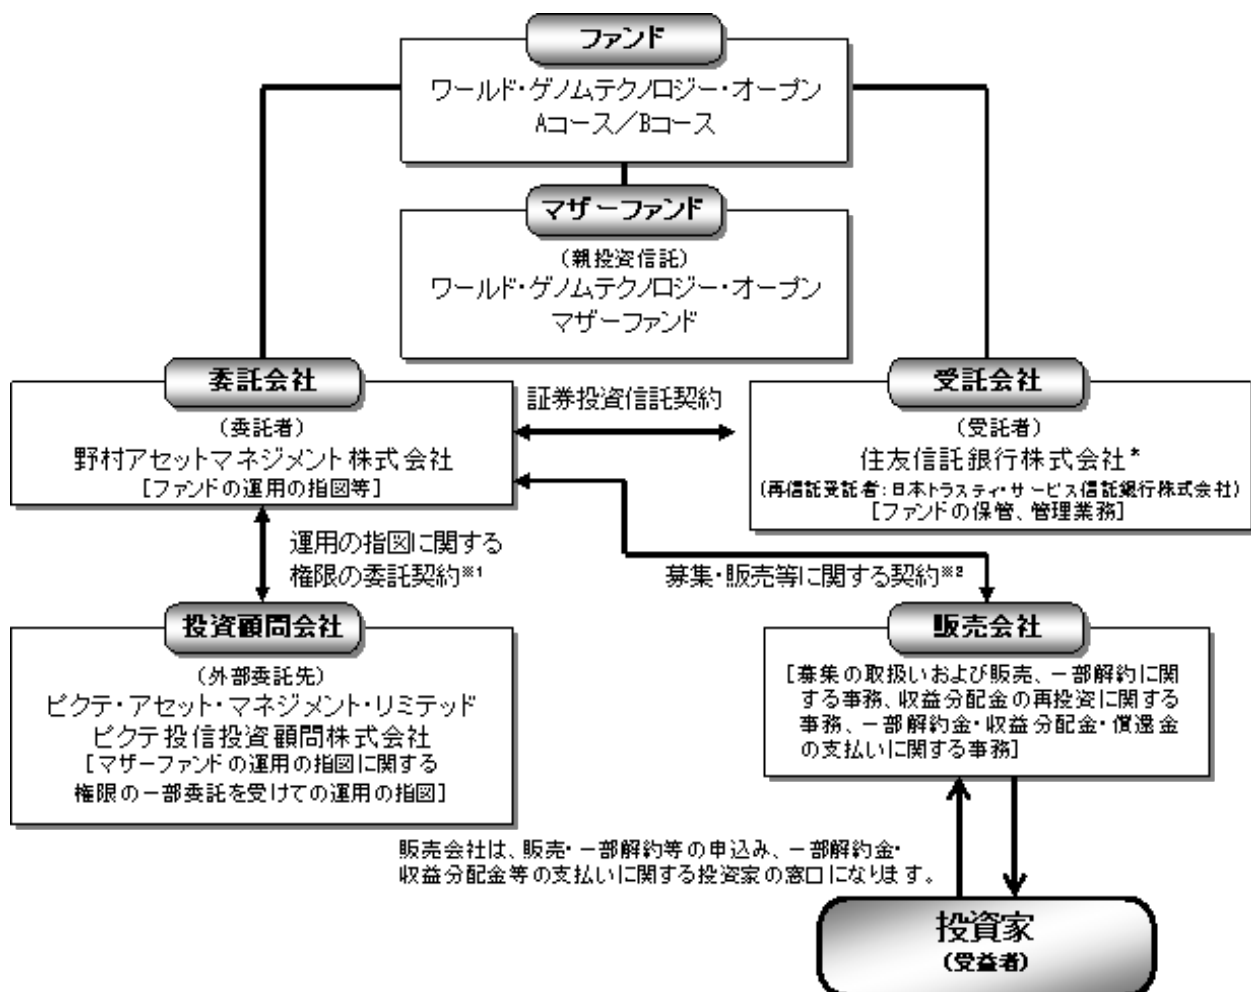 ファンド
ワールド・ゲノムテクノロジー・オープン
Aコース／Bコース
マザーファンド
(親投資信託)
ワールド・ゲノムテクノロジー・オープン
マザーファンド
委託会社
(委託者)
野村アセットマネジメント株式会社
[ファンドの運用の指図等]
証券投資信託契約
受託会社
(受託者)
住友信託銀行株式会社*
(再信託受託者:日本トラスティ・サービス信託銀行株式会社)
[ファンドの保管、管理業務]
運用の指図に関する
権限の委託契約※1
募集・販売等に関する契約※2
投資顧問会社
(外部委託先)
ピクテ・アセット・マネジメント・リミテッド
ピクテ投信投資顧問株式会社
[マザーファンドの運用の指図に関する
権限の一部委託を受けての運用の指図]
販売会社
[募集の取扱いおよび販売、一部解約に関
する事務、収益分配金の再投資に関する
事務、一部解約金・収益分配金・償還金
の支払いに関する事務]
販売会社は、販売・一部解約等の申込み、一部解約金・
収益分配金等の支払いに関する投資家の窓口になります。
投資家
(受益者)